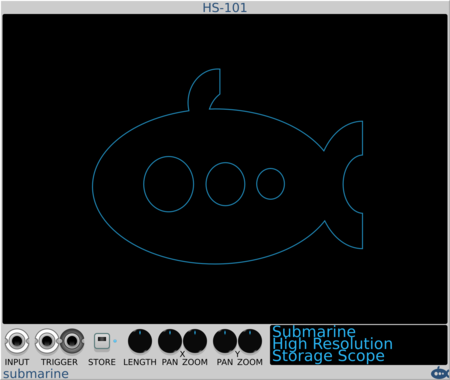 HS-101
Submarine
High Resolution
Storage Scope
X
Y
INPUT TRIGGER STORE LENGTH PAN ZOOM PAN ZOOM
submarine